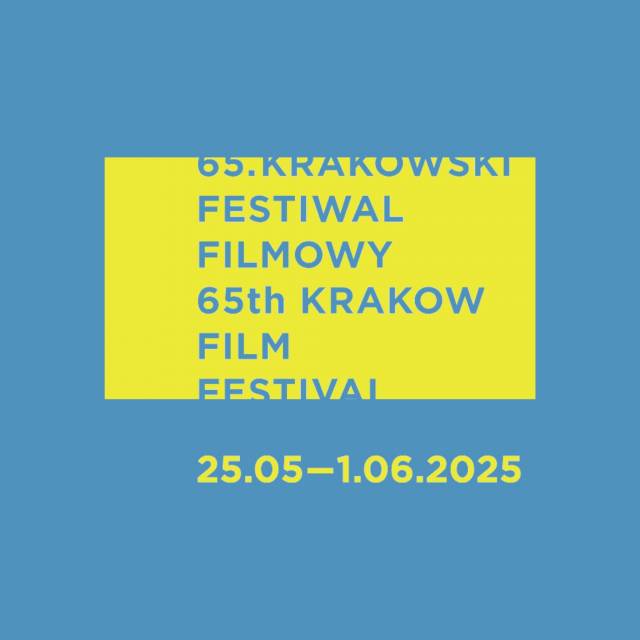 65.KRAKOWSKI
FESTIWAL
FILMOWY
65th KRAKOW
FILM
FESTIVAL
25.05–1.06.2025